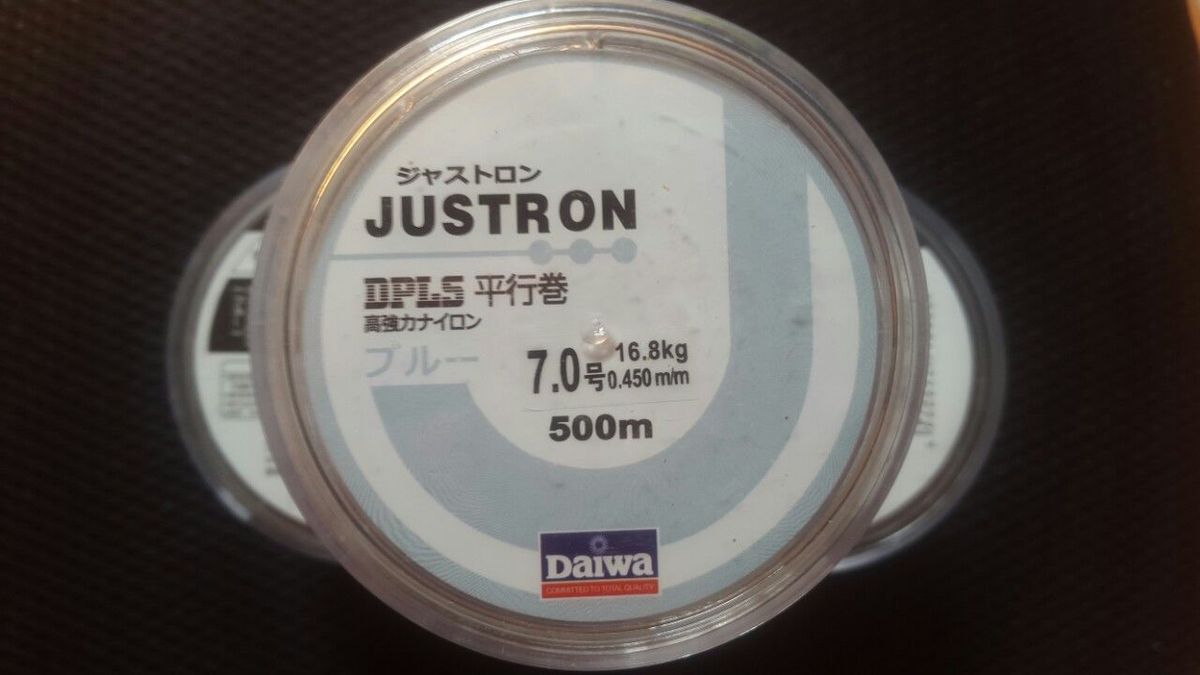 ジャストロン
JUSTRON
DPLS 平行巻
高強力ナイロン
ブルー
7.0号 16.8kg
0.450 m/m
500m
Daiwa
COMMITTED TO TOTAL QUALITY